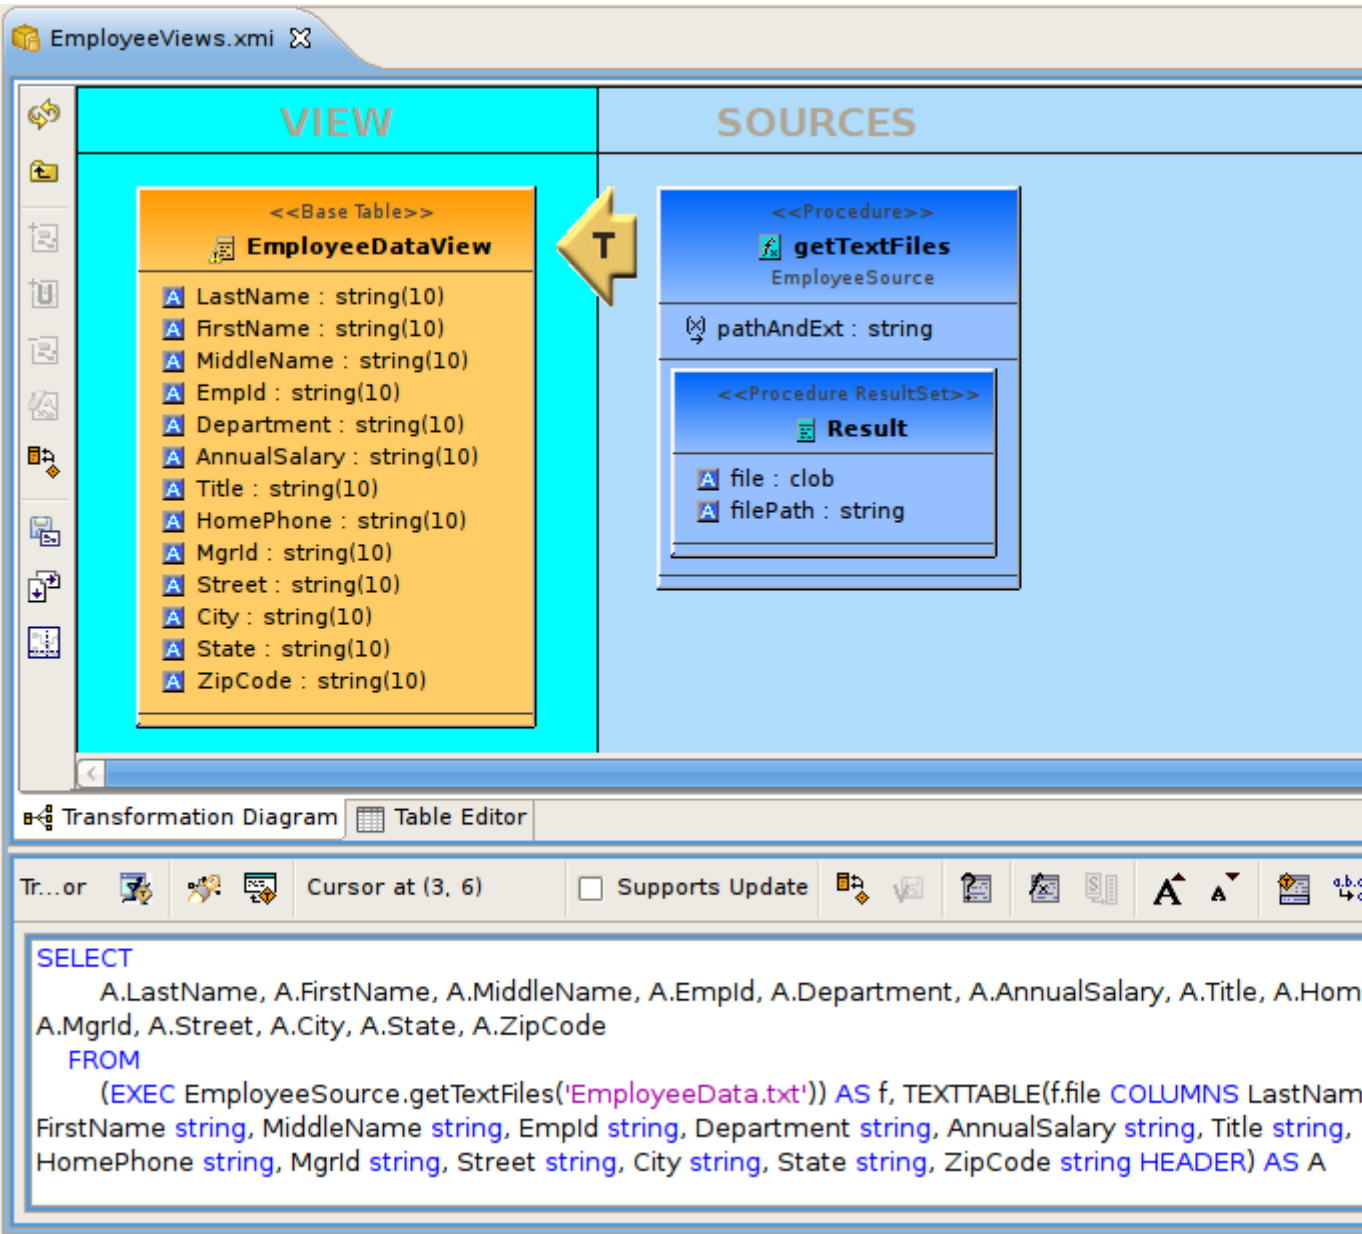 EmployeeViews.xmi
VIEW
SOURCES
<<Base Table>>
EmployeeDataView
LastName : string(10)
FirstName : string(10)
MiddleName : string(10)
EmpId : string(10)
Department : string(10)
AnnualSalary : string(10)
Title : string(10)
HomePhone : string(10)
MgrId : string(10)
Street : string(10)
City : string(10)
State : string(10)
ZipCode : string(10)
T
<<Procedure>>
getTextFiles
EmployeeSource
pathAndExt : string
<<Procedure ResultSet>>
Result
file : clob
filePath : string
Transformation Diagram
Table Editor
Tr...or
Cursor at (3, 6)
Supports Update
SELECT
A.LastName, A.FirstName, A.MiddleName, A.EmpId, A.Department, A.AnnualSalary, A.Title, A.Hom
A.MgrId, A.Street, A.City, A.State, A.ZipCode
FROM
(EXEC EmployeeSource.getTextFiles('EmployeeData.txt')) AS f, TEXTTABLE(f.file COLUMNS LastNam
FirstName string, MiddleName string, EmpId string, Department string, AnnualSalary string, Title string,
HomePhone string, MgrId string, Street string, City string, State string, ZipCode string HEADER) AS A